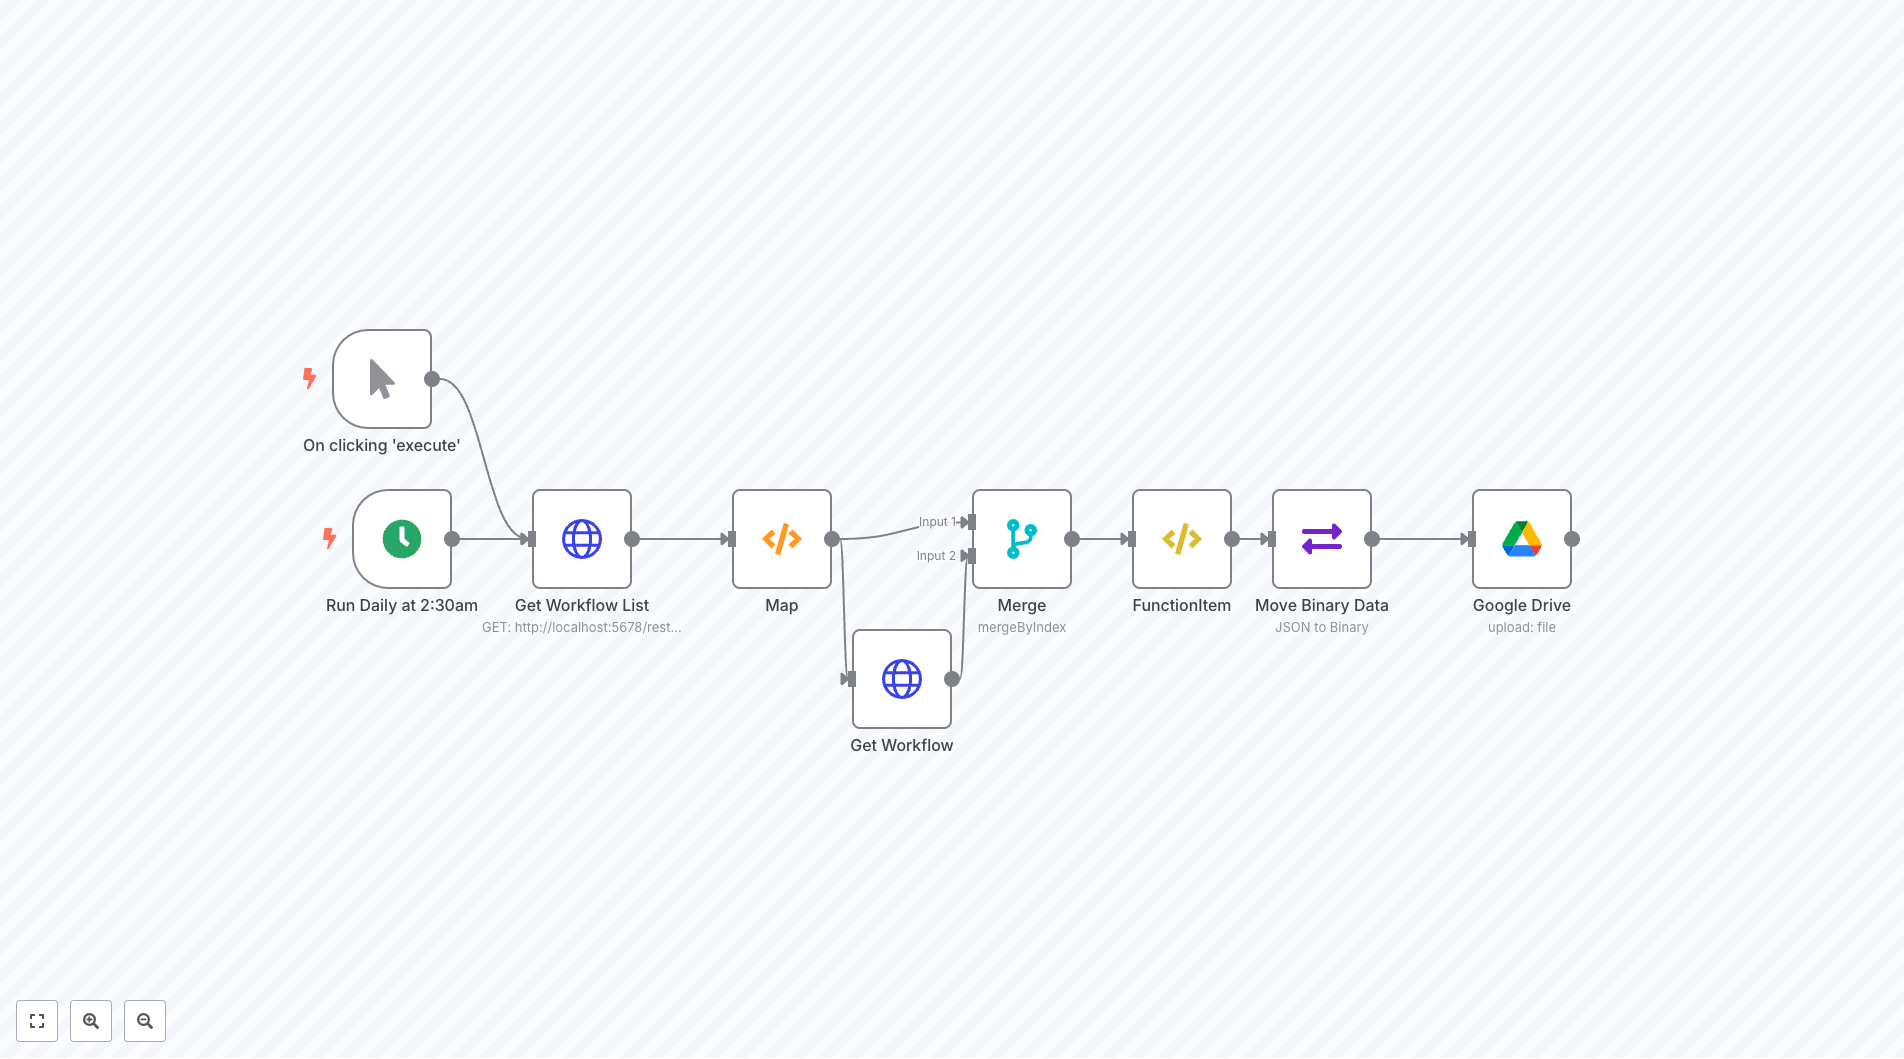 On clicking 'execute'
Run Daily at 2:30am
Get Workflow List
GET: http://localhost:5678/rest...
Map
Input 1
Input 2
Merge
mergeByIndex
FunctionItem
Move Binary Data
JSON to Binary
Google Drive
upload: file
Get Workflow